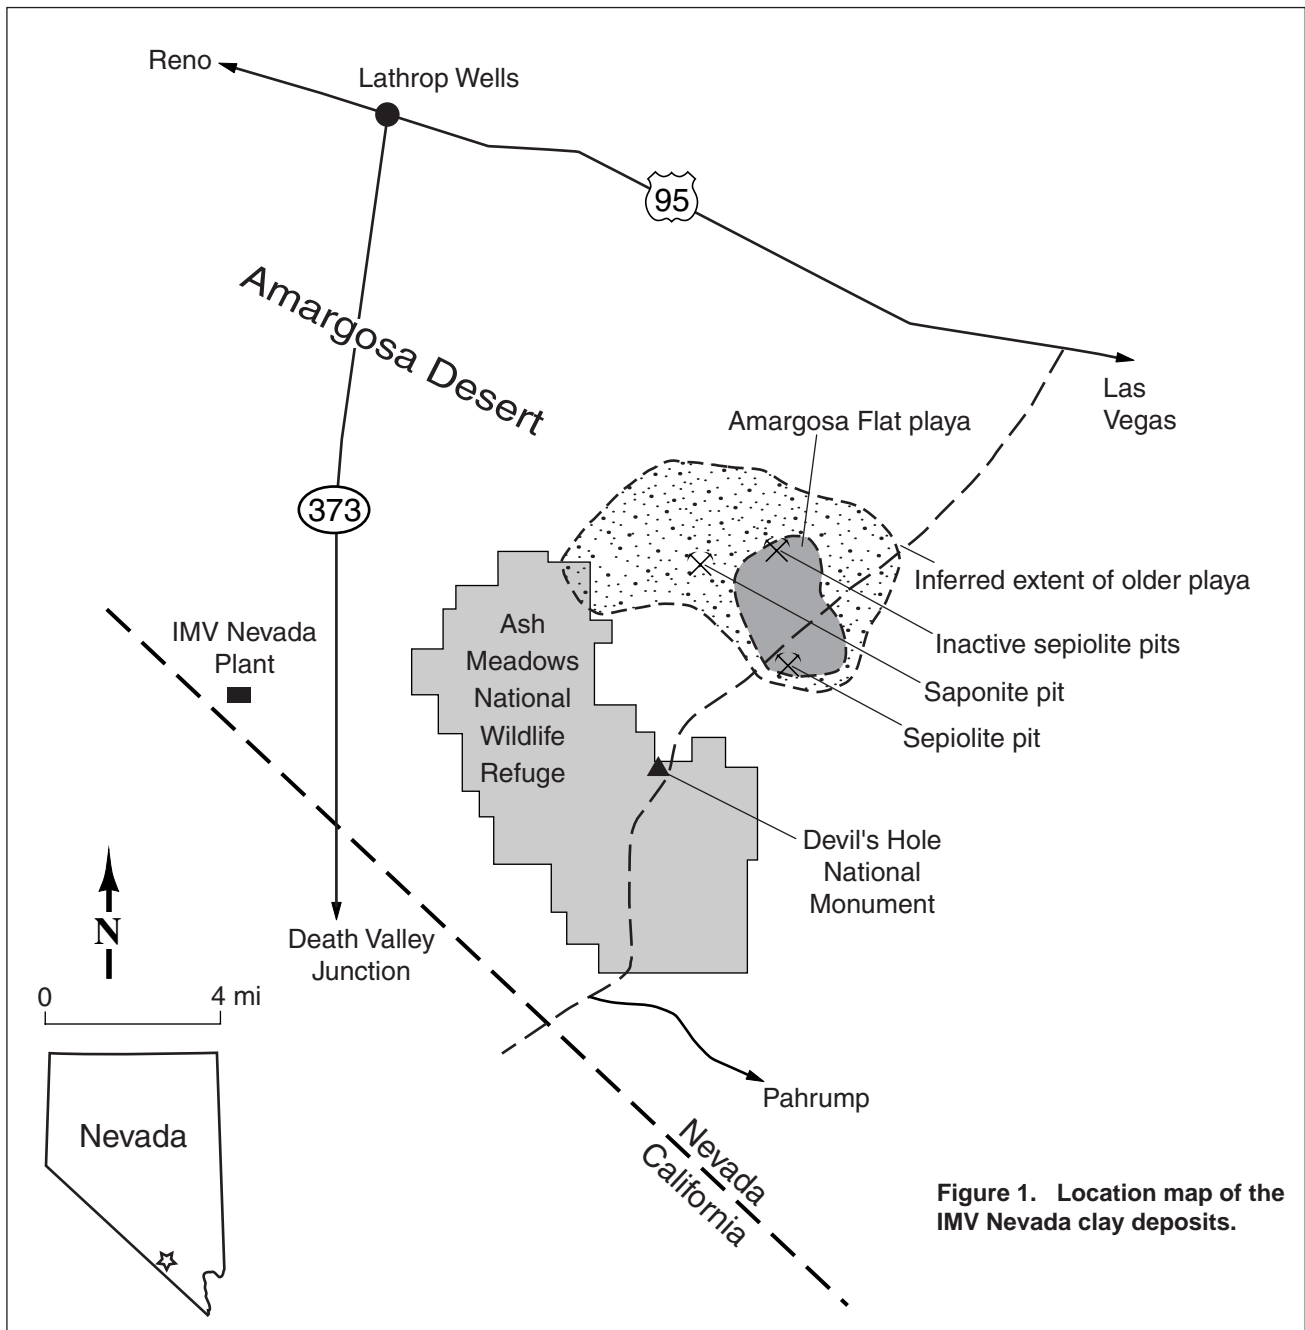 Reno
Lathrop Wells
95
Amargosa Desert
Las
Vegas
Amargosa Flat playa
373
Inferred extent of older playa
IMV Nevada
Plant
Ash
Meadows
National
Wildlife
Refuge
Inactive sepiolite pits
Saponite pit
Sepiolite pit
Devil's Hole
National
Monument
N
Death Valley
Junction
0 4 mi
Pahrump
Nevada
Nevada
California
Figure 1. Location map of the
IMV Nevada clay deposits.